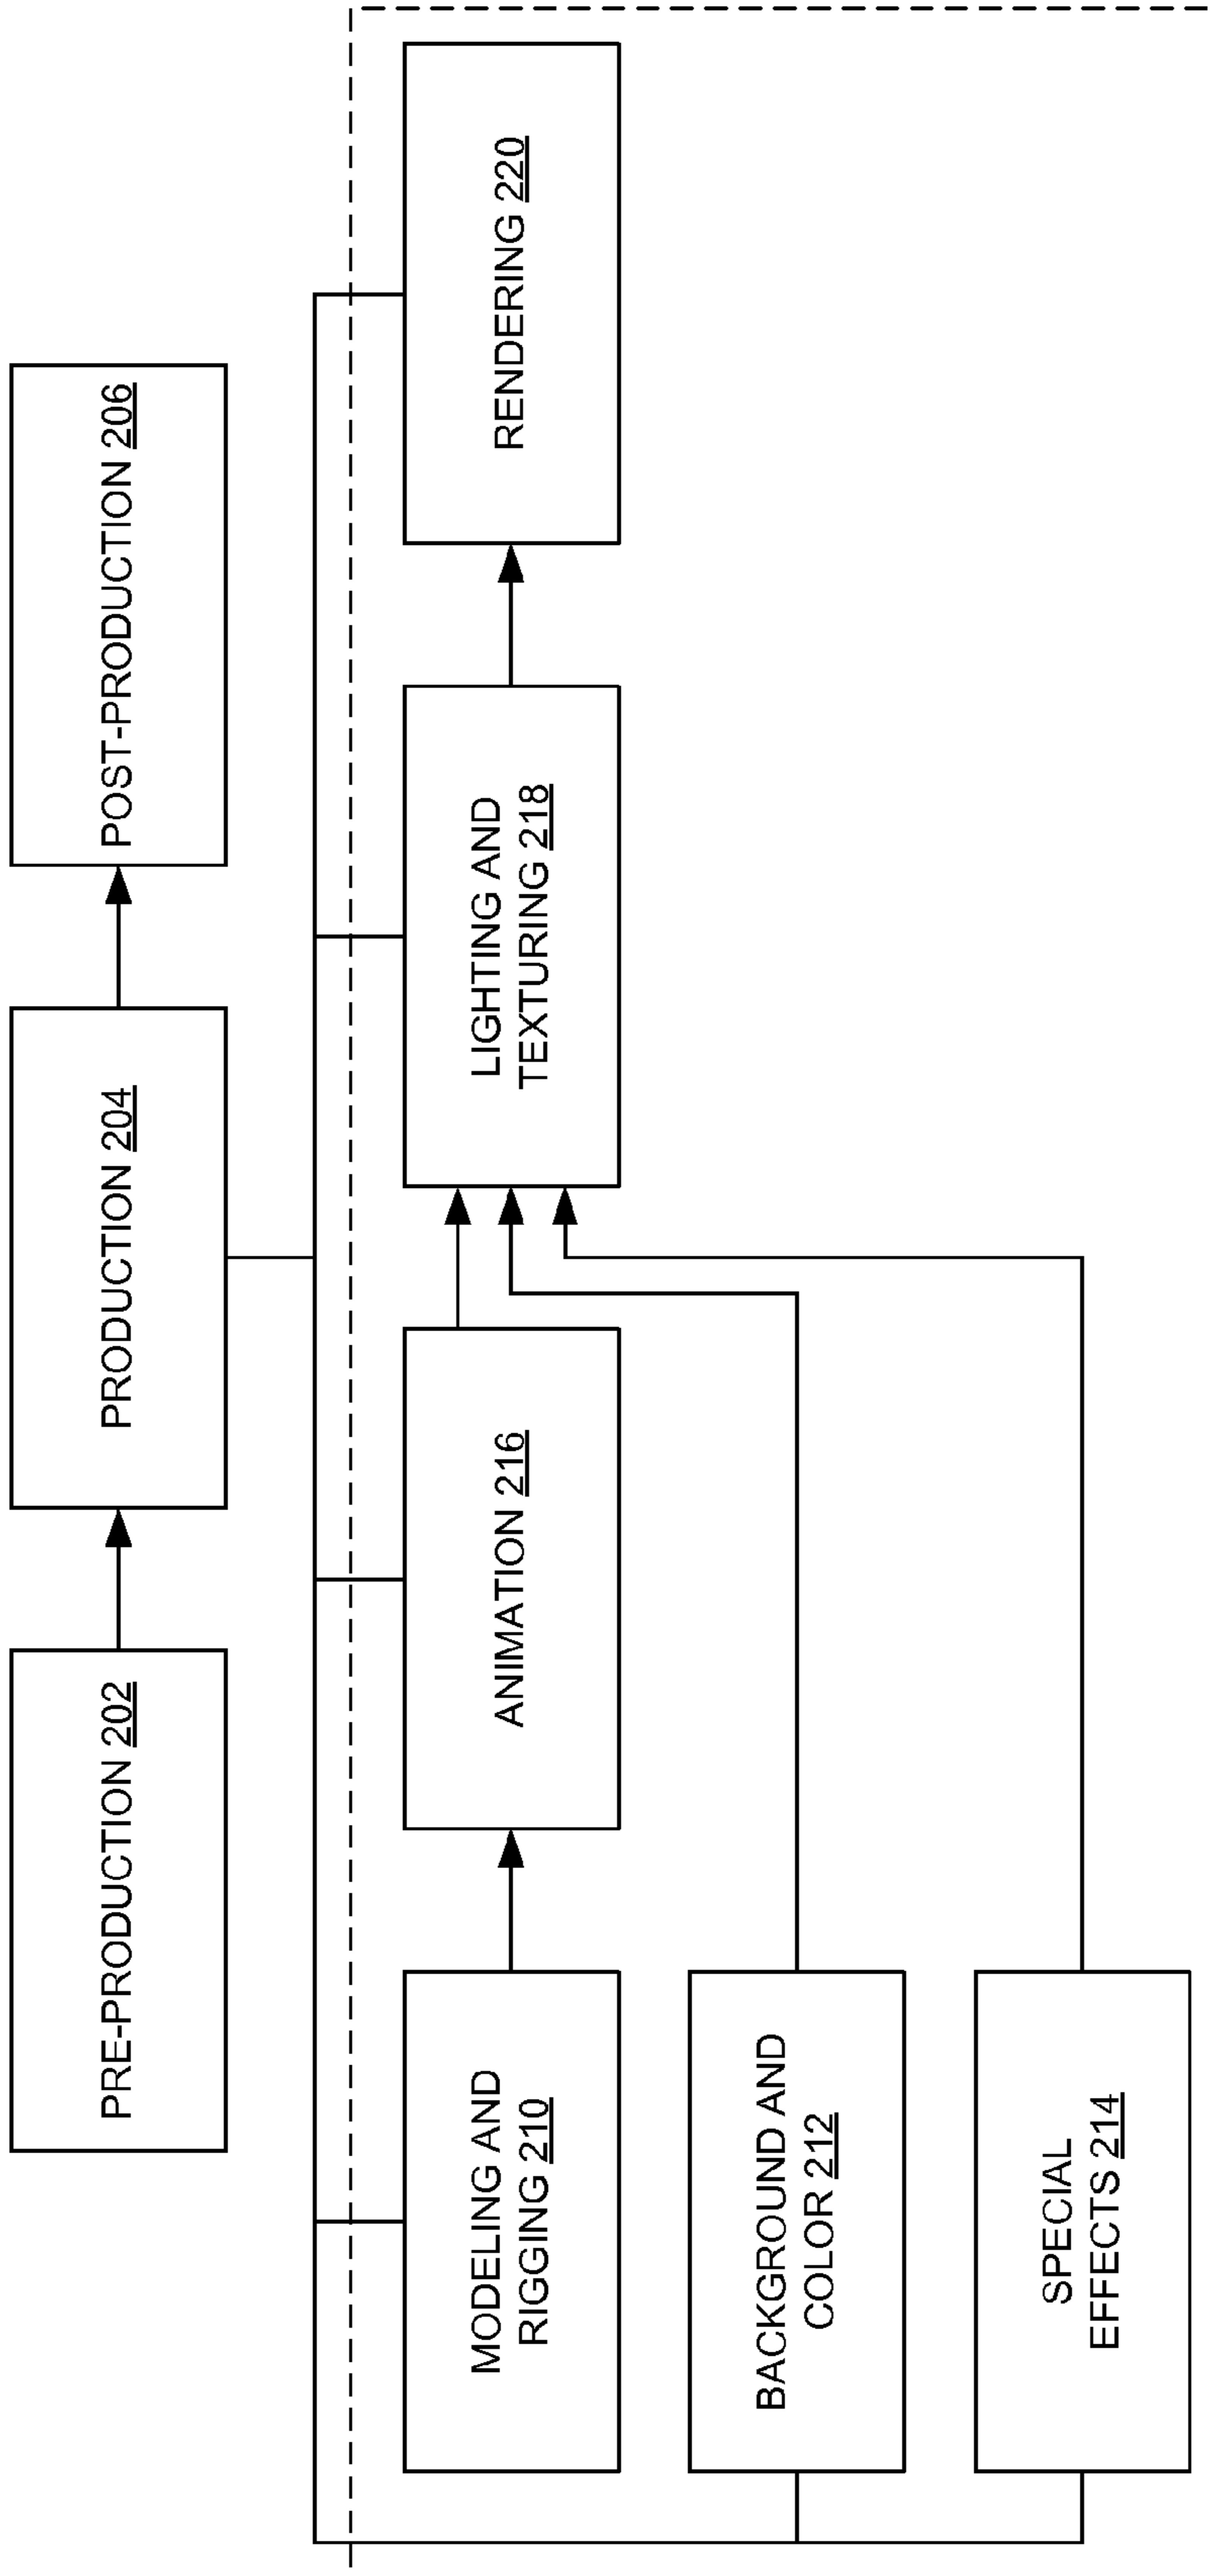 PRE-PRODUCTION 202
PRODUCTION 204
POST-PRODUCTION 206
MODELING AND
RIGGING 210
ANIMATION 216
LIGHTING AND
TEXTURING 218
RENDERING 220
BACKGROUND AND
COLOR 212
SPECIAL
EFFECTS 214